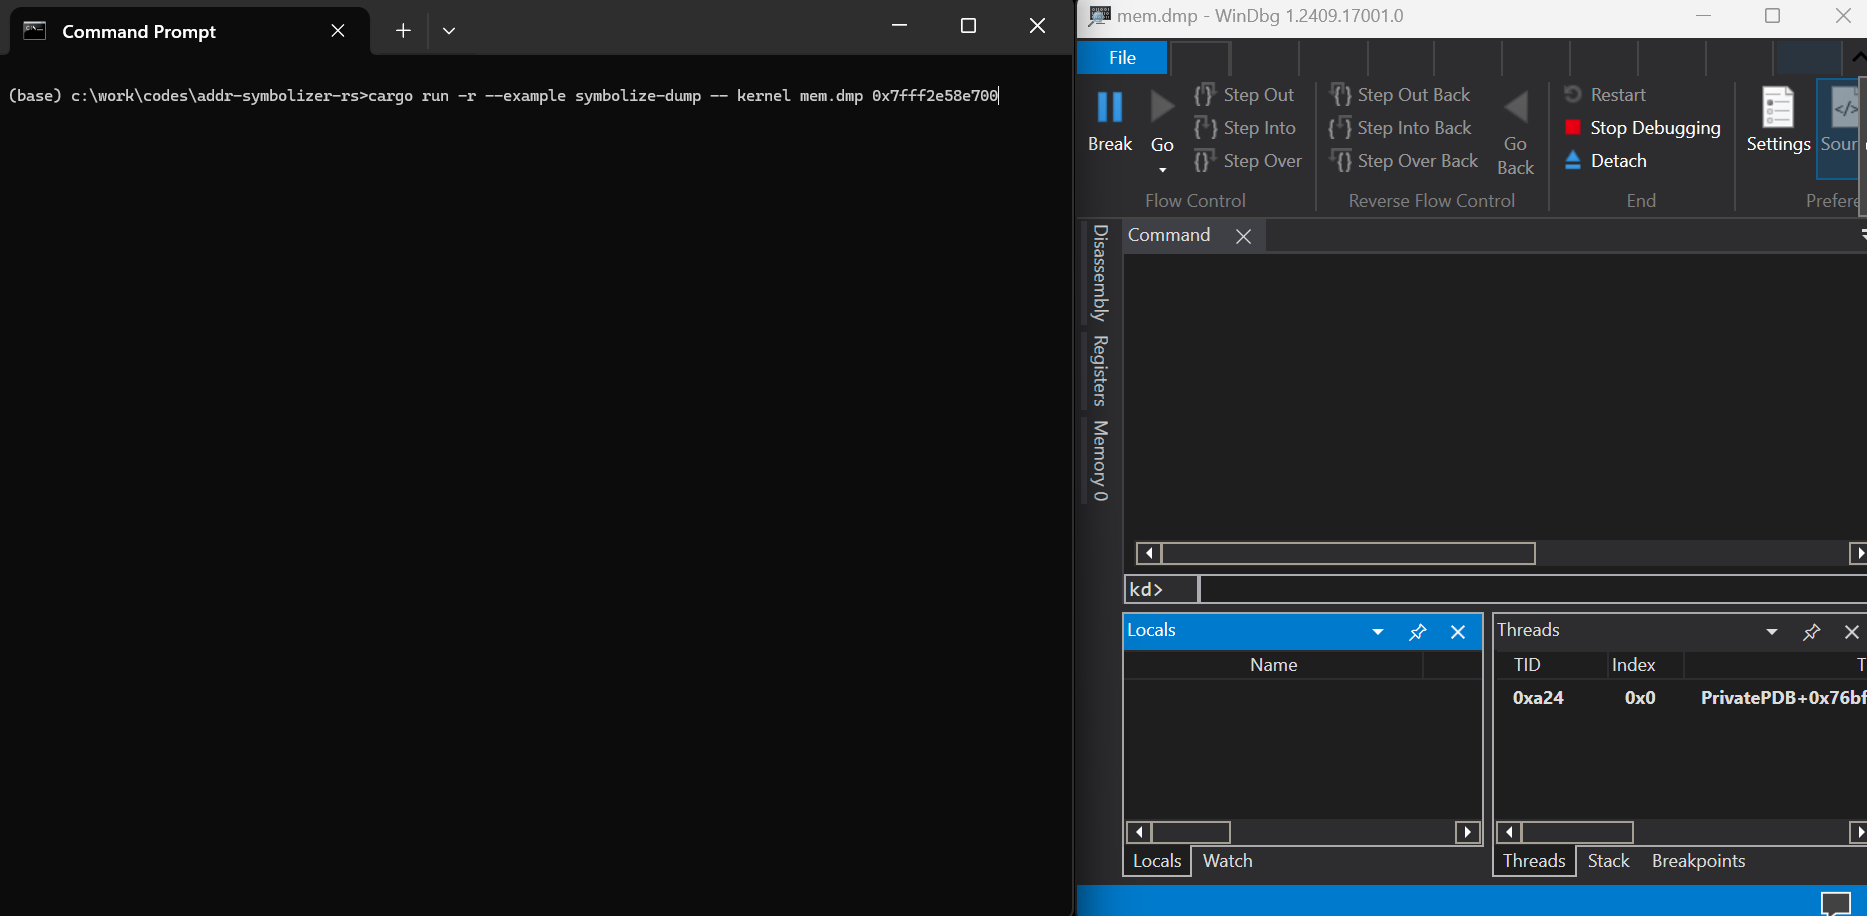 Command Prompt
(base) c:\work\codes\addr-symbolizer-rs>cargo run -r --example symbolize-dump -- kernel mem.dmp 0x7fff2e58e700
mem.dmp - WinDbg 1.2409.17001.0
File
Break
Go
Step Out
Step Into
Step Over
Flow Control
Step Out Back
Step Into Back
Step Over Back
Go
Back
Reverse Flow Control
Restart
Stop Debugging
Detach
End
Settings
Sour
Prefere
Disassembly
Registers
Memory 0
Command
kd>
Locals
Name
Locals Watch
Threads
TID Index T
0xa24 0x0 PrivatePDB+0x76bf
Threads Stack Breakpoints